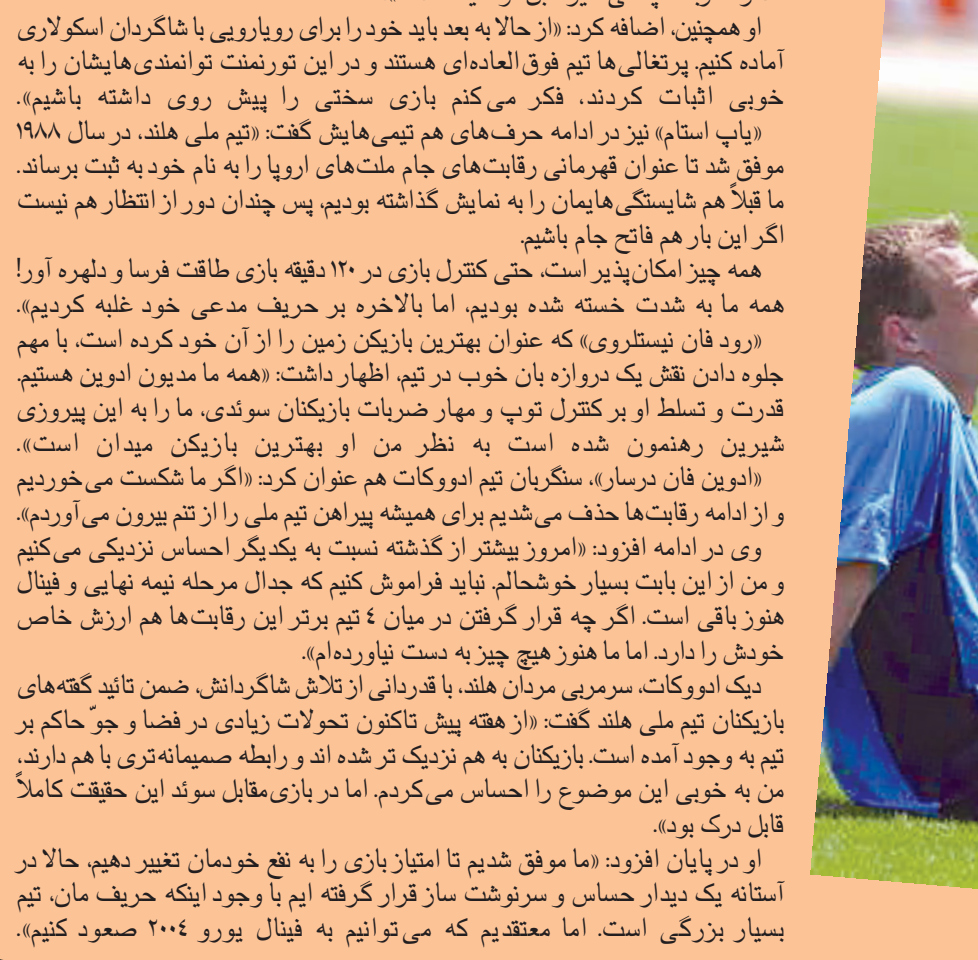 او همچنین، اضافه کرد: «از حالا به بعد باید خود را برای رویارویی با شاگردان اسکولاری
آماده کنیم. پرتغالی‌ها تیم فوق‌العاده‌ای هستند و در این تورنمنت توانمندی‌هایشان را به
خوبی اثبات کردند، فکر می‌کنم بازی سختی را پیش روی داشته باشیم».
«یاپ استام» نیز در ادامه حرف‌های هم تیمی‌هایش گفت: «تیم ملی هلند، در سال ۱۹۸۸
موفق شد تا عنوان قهرمانی رقابت‌های جام ملت‌های اروپا را به نام خود به ثبت برساند.
ما قبلاً هم شایستگی‌هایمان را به نمایش گذاشته بودیم، پس چندان دور از انتظار هم نیست
اگر این بار هم فاتح جام باشیم.
همه چیز امکان‌پذیر است، حتی کنترل بازی در ۱۲۰ دقیقه بازی طاقت فرسا و دلهره آور!
همه ما به شدت خسته شده بودیم، اما بالاخره بر حریف مدعی خود غلبه کردیم».
«رود فان نیستلروی» که عنوان بهترین بازیکن زمین را از آن خود کرده است، با مهم
جلوه دادن نقش یک دروازه بان خوب در تیم، اظهار داشت: «همه ما مدیون ادوین هستیم.
قدرت و تسلط او بر کنترل توپ و مهار ضربات بازیکنان سوئدی، ما را به این پیروزی
شیرین رهنمون شده است به نظر من او بهترین بازیکن میدان است».
«ادوین فان درسار»، سنگربان تیم ادووکات هم عنوان کرد: «اگر ما شکست می‌خوردیم
و از ادامه رقابت‌ها حذف می‌شدیم برای همیشه پیراهن تیم ملی را از تنم بیرون می‌آوردم».
وی در ادامه افزود: «امروز بیشتر از گذشته نسبت به یکدیگر احساس نزدیکی می‌کنیم
و من از این بابت بسیار خوشحالم. نباید فراموش کنیم که جدال مرحله نیمه نهایی و فینال
هنوز باقی است. اگر چه قرار گرفتن در میان ۴ تیم برتر این رقابت‌ها هم ارزش خاص
خودش را دارد. اما ما هنوز هیچ چیز به دست نیاورده‌ام».
دیک ادووکات، سرمربی مردان هلند، با قدردانی از تلاش شاگردانش، ضمن تائید گفته‌های
بازیکنان تیم ملی هلند گفت: «از هفته پیش تاکنون تحولات زیادی در فضا و جوّ حاکم بر
تیم به وجود آمده است. بازیکنان به هم نزدیک تر شده اند و رابطه صمیمانه‌تری با هم دارند،
من به خوبی این موضوع را احساس می‌کردم. اما در بازی مقابل سوئد این حقیقت کاملاً
قابل درک بود».
او در پایان افزود: «ما موفق شدیم تا امتیاز بازی را به نفع خودمان تغییر دهیم، حالا در
آستانه یک دیدار حساس و سرنوشت ساز قرار گرفته ایم با وجود اینکه حریف مان، تیم
بسیار بزرگی است. اما معتقدیم که می‌توانیم به فینال یورو ۲۰۰۴ صعود کنیم».